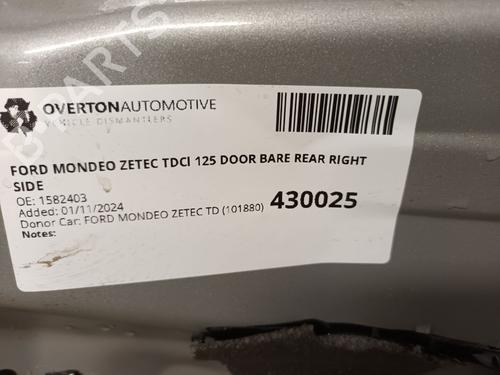 OVERTONAUTOMOTIVE
VEHICLE DISMANTLERS
FORD MONDEO ZETEC TDCI 125 DOOR BARE REAR RIGHT
SIDE
OE: 1582403
Added: 01/11/2024
Donor Car: FORD MONDEO ZETEC TD (101880)
Notes:
430025